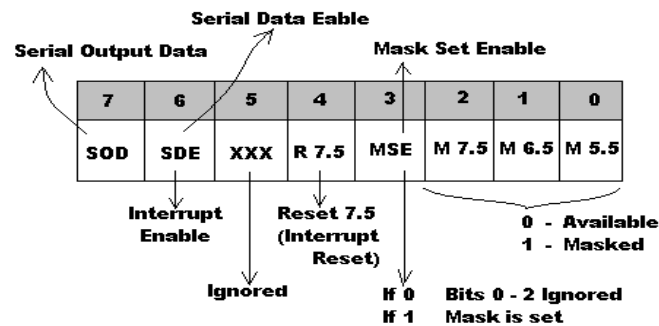 Serial Data Eable
Serial Output Data
Mask Set Enable
7 6 5 4 3 2 1 0
SOD SDE XXX R 7.5 MSE M 7.5 M 6.5 M 5.5
Interrupt
Enable
Reset 7.5
(Interrupt
Reset)
0 - Available
1 - Masked
Ignored
If 0 Bits 0 - 2 Ignored
If 1 Mask is set